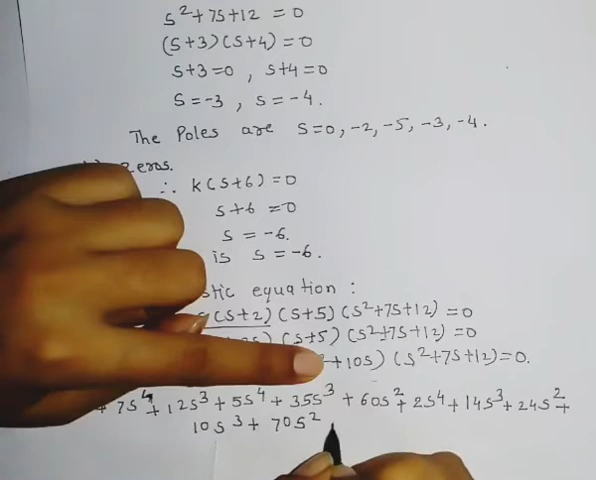 s²+7s+12 = 0
(s+3)(s+4) = 0
s+3=0 , s+4=0
s=-3 , s=-4.
The Poles are s=0,-2,-5,-3,-4.
Zeros.
∴ k(s+6)=0
s+6 =0
s = -6.
is s=-6.
equation :
(s+2) (s+5) (s²+7s+12) =0
(s+5) (s²+7s+12) =0
+10s) (s²+7s+12)=0.
+ 7s⁴ + 12s³ + 5s⁴ + 35s³ + 60s² + 2s⁴ + 14s³ + 24s² +
10s³ + 70s²